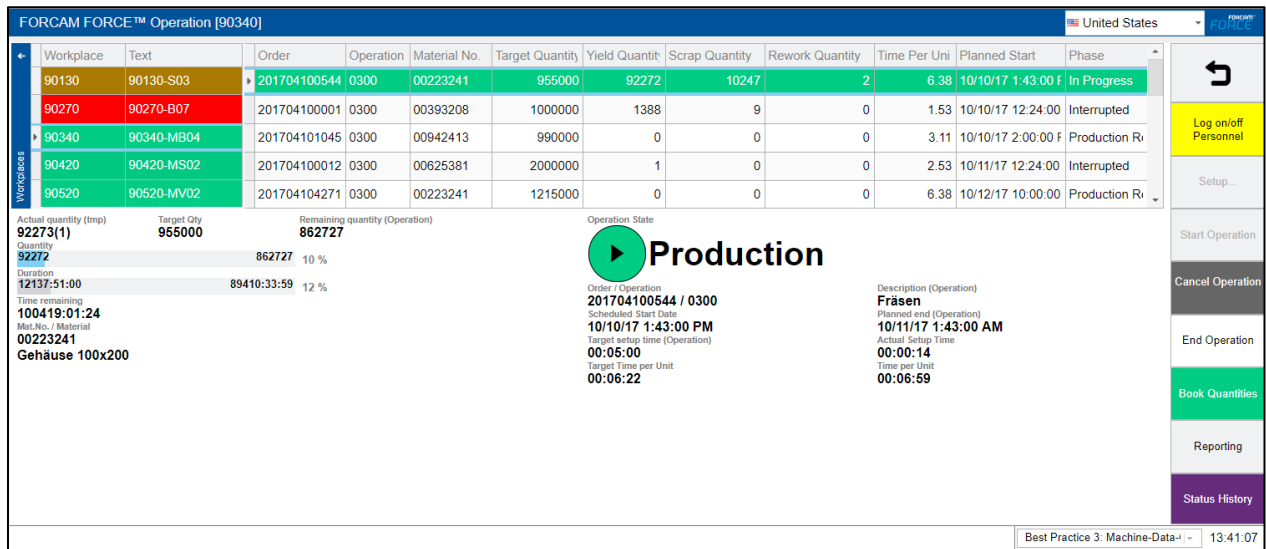 FORCAM FORCE™ Operation [90340] United States FORCAM FORCE
Workplace Text Order Operation Material No. Target Quantity Yield Quantit Scrap Quantity Rework Quantity Time Per Uni Planned Start Phase
90130 90130-S03 201704100544 0300 00223241 955000 92272 10247 2 6.38 10/10/17 1:43:00 F In Progress
90270 90270-B07 201704100001 0300 00393208 1000000 1388 9 0 1.53 10/10/17 12:24:00 Interrupted
90340 90340-MB04 201704101045 0300 00942413 990000 0 0 0 3.11 10/10/17 2:00:00 F Production R
90420 90420-MS02 201704100012 0300 00625381 2000000 1 0 0 2.53 10/11/17 12:24:00 Interrupted
90520 90520-MV02 201704104271 0300 00223241 1215000 0 0 0 6.38 10/12/17 10:00:00 Production R
Workplaces
Actual quantity (tmp) Target Qty Remaining quantity (Operation)
92273(1) 955000 862727
Quantity
92272 862727 10 %
Duration
12137:51:00 89410:33:59 12 %
Time remaining
100419:01:24
Mat.No. / Material
00223241
Gehäuse 100x200
Operation State
Production
Order / Operation Description (Operation)
201704100544 / 0300 Fräsen
Scheduled Start Date Planned end (Operation)
10/10/17 1:43:00 PM 10/11/17 1:43:00 AM
Target setup time (Operation) Actual Setup Time
00:05:00 00:00:14
Target Time per Unit Time per Unit
00:06:22 00:06:59
Log on/off
Personnel
Setup...
Start Operation
Cancel Operation
End Operation
Book Quantities
Reporting
Status History
Best Practice 3: Machine-Data- 13:41:07